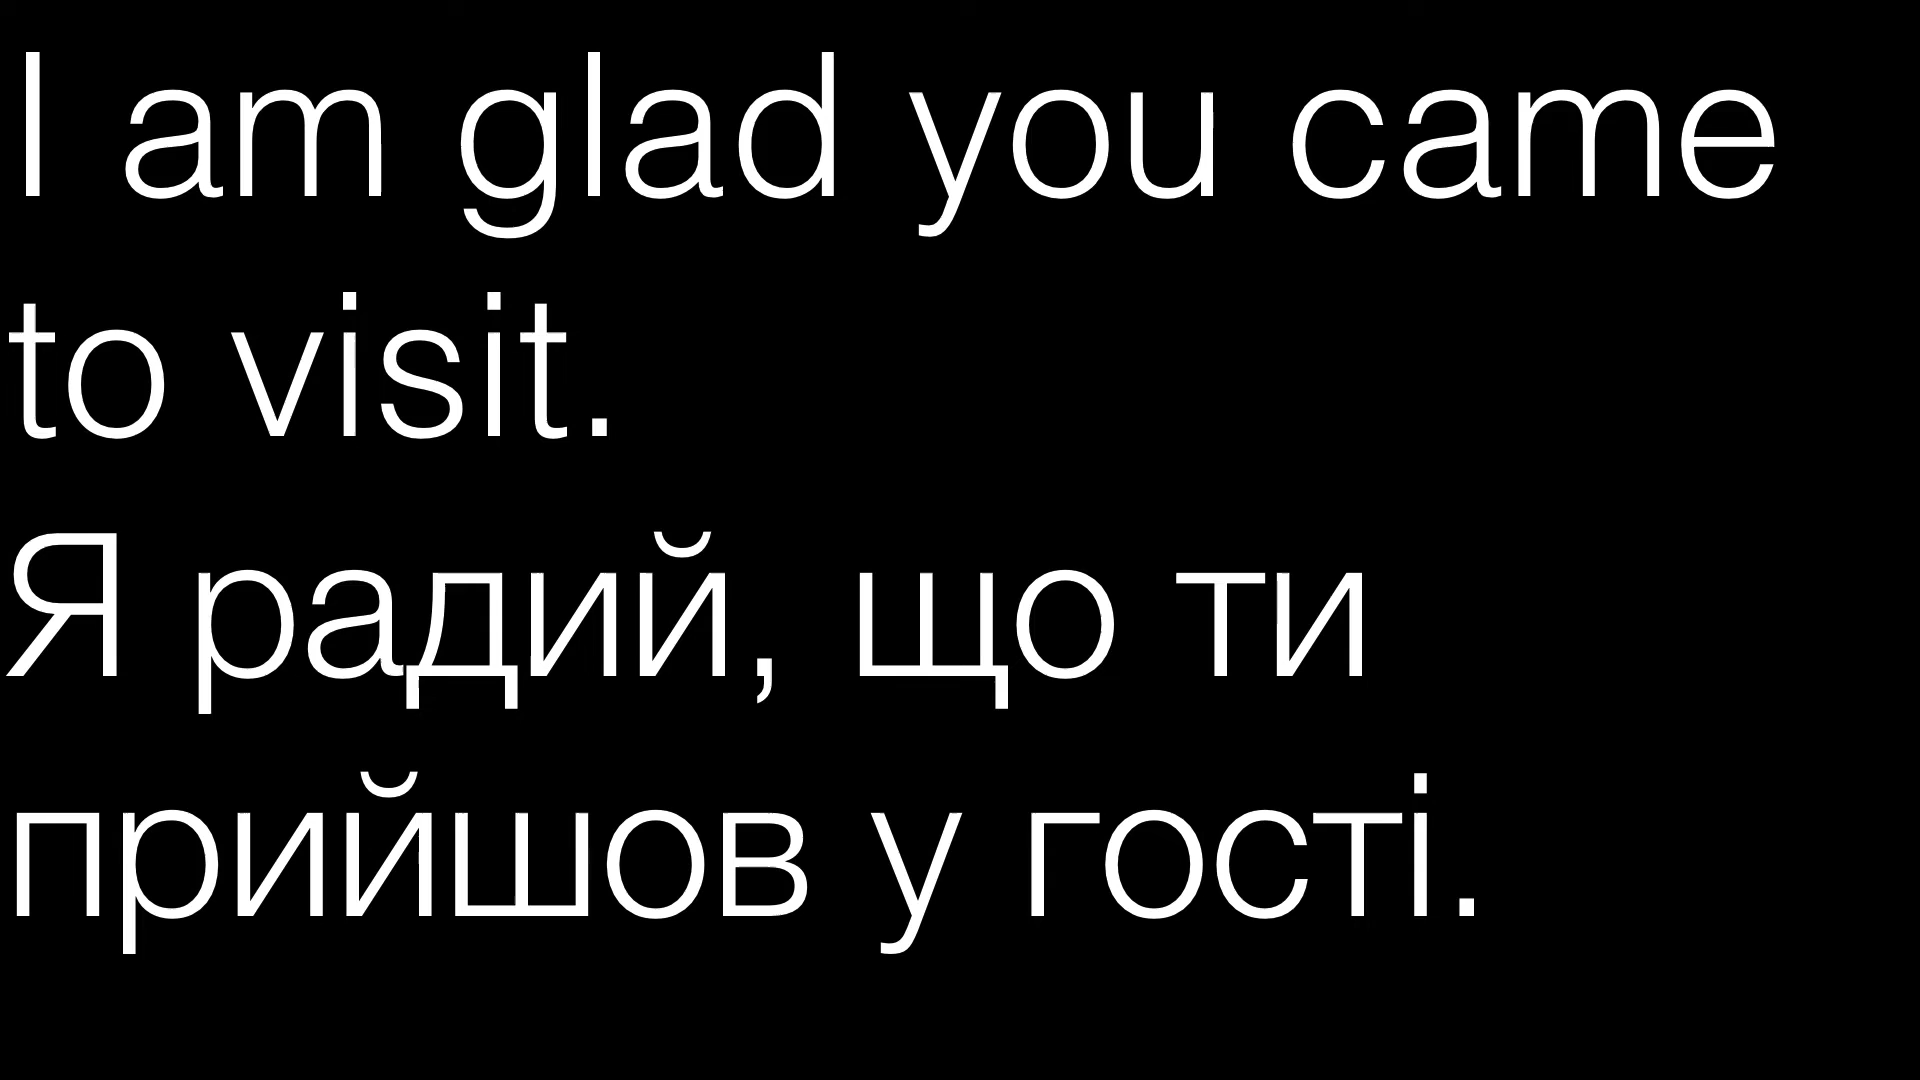 I am glad you came
to visit.
Я радий, що ти
прийшов у гості.